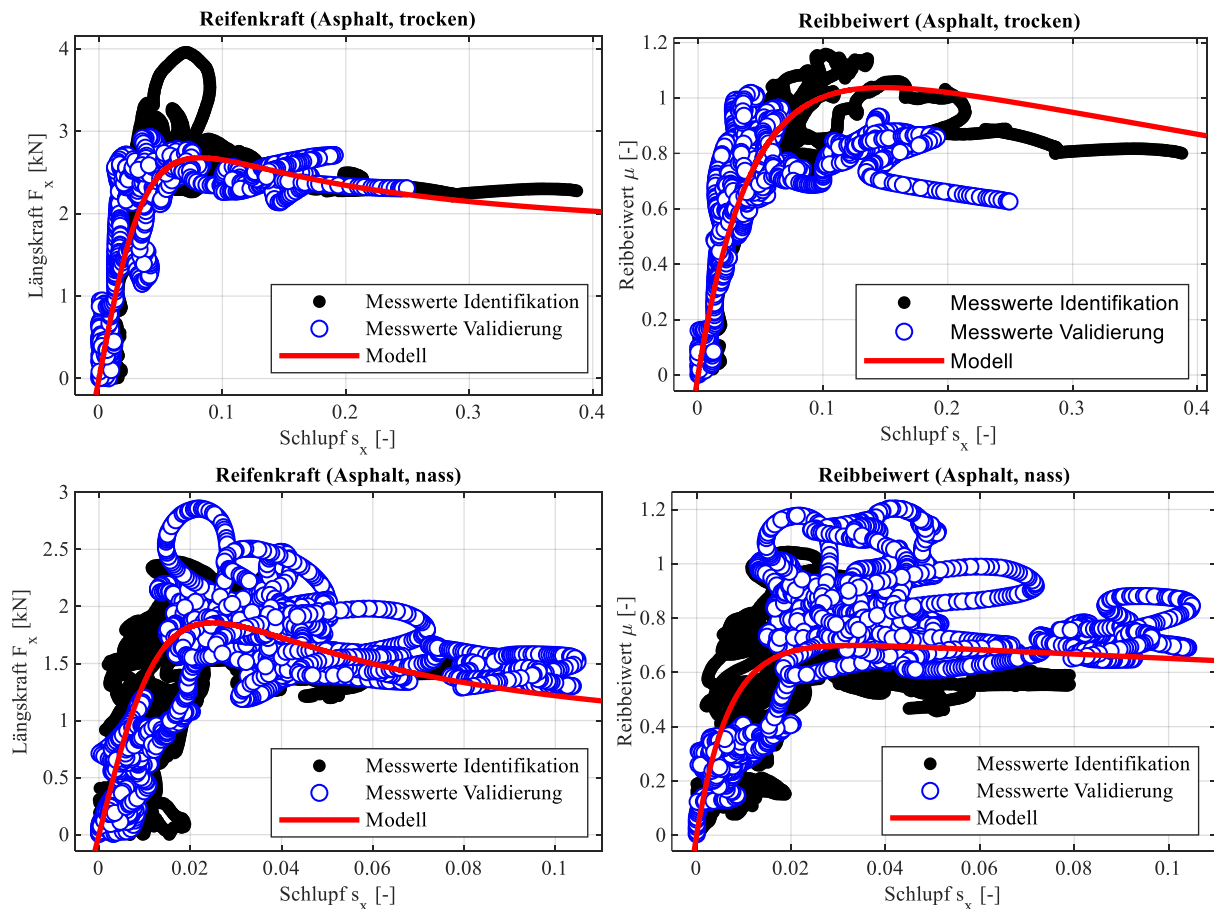 Reifenkraft (Asphalt, trocken)
4
3
2
1
0
Längskraft F_x [kN]
0 0.1 0.2 0.3 0.4
Schlupf s_x [-]
Messwerte Identifikation
Messwerte Validierung
Modell
Reibbeiwert (Asphalt, trocken)
1.2
1
0.8
0.6
0.4
0.2
0
Reibbeiwert μ [-]
0 0.1 0.2 0.3 0.4
Schlupf s_x [-]
Messwerte Identifikation
Messwerte Validierung
Modell
Reifenkraft (Asphalt, nass)
3
2.5
2
1.5
1
0.5
0
Längskraft F_x [kN]
0 0.02 0.04 0.06 0.08 0.1
Schlupf s_x [-]
Messwerte Identifikation
Messwerte Validierung
Modell
Reibbeiwert (Asphalt, nass)
1.2
1
0.8
0.6
0.4
0.2
0
Reibbeiwert μ [-]
0 0.02 0.04 0.06 0.08 0.1
Schlupf s_x [-]
Messwerte Identifikation
Messwerte Validierung
Modell